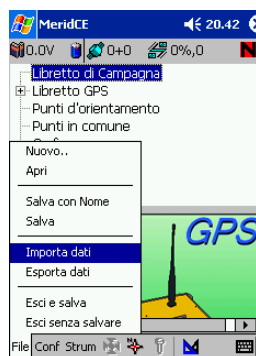 MeridCE 20.42
0.0V 0+0 0%,0 N
Libretto di Campagna
Libretto GPS
Punti d'orientamento
Punti in comune
Nuovo..
Apri
Salva con Nome
Salva
Importa dati
Esporta dati
Esci e salva
Esci senza salvare
GPS
File Conf Strum